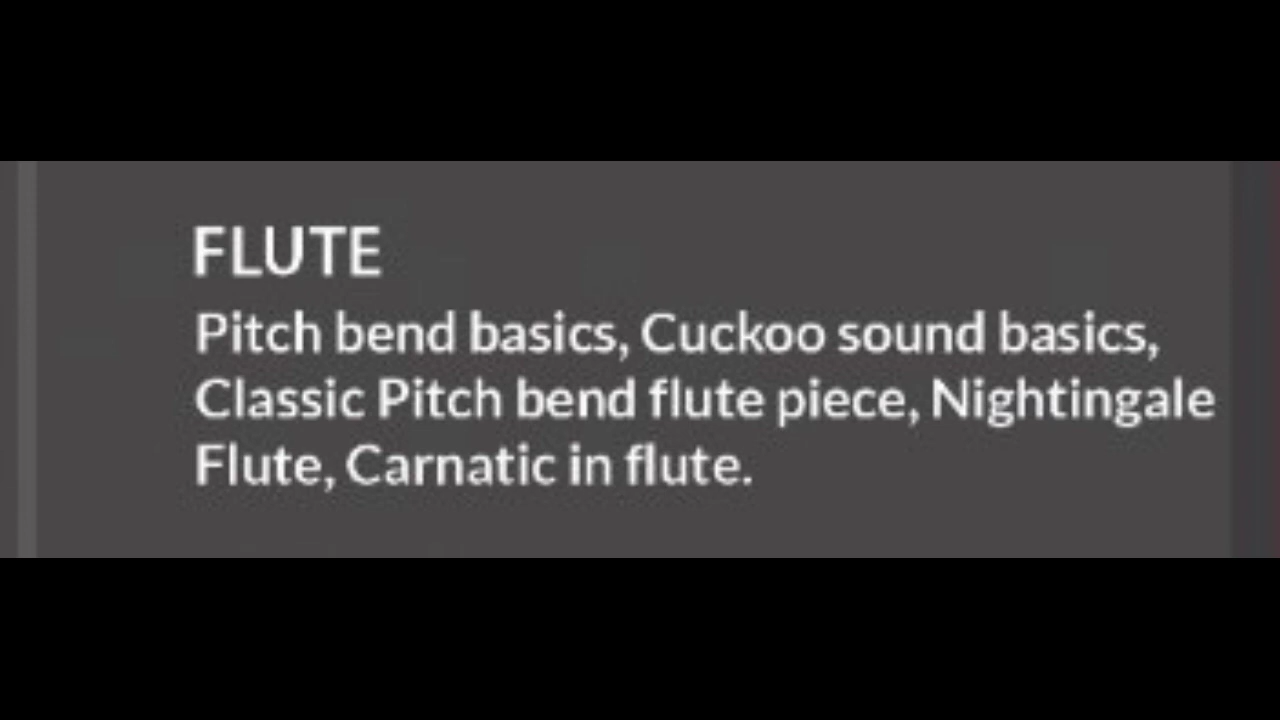 FLUTE
Pitch bend basics, Cuckoo sound basics,
Classic Pitch bend flute piece, Nightingale
Flute, Carnatic in flute.